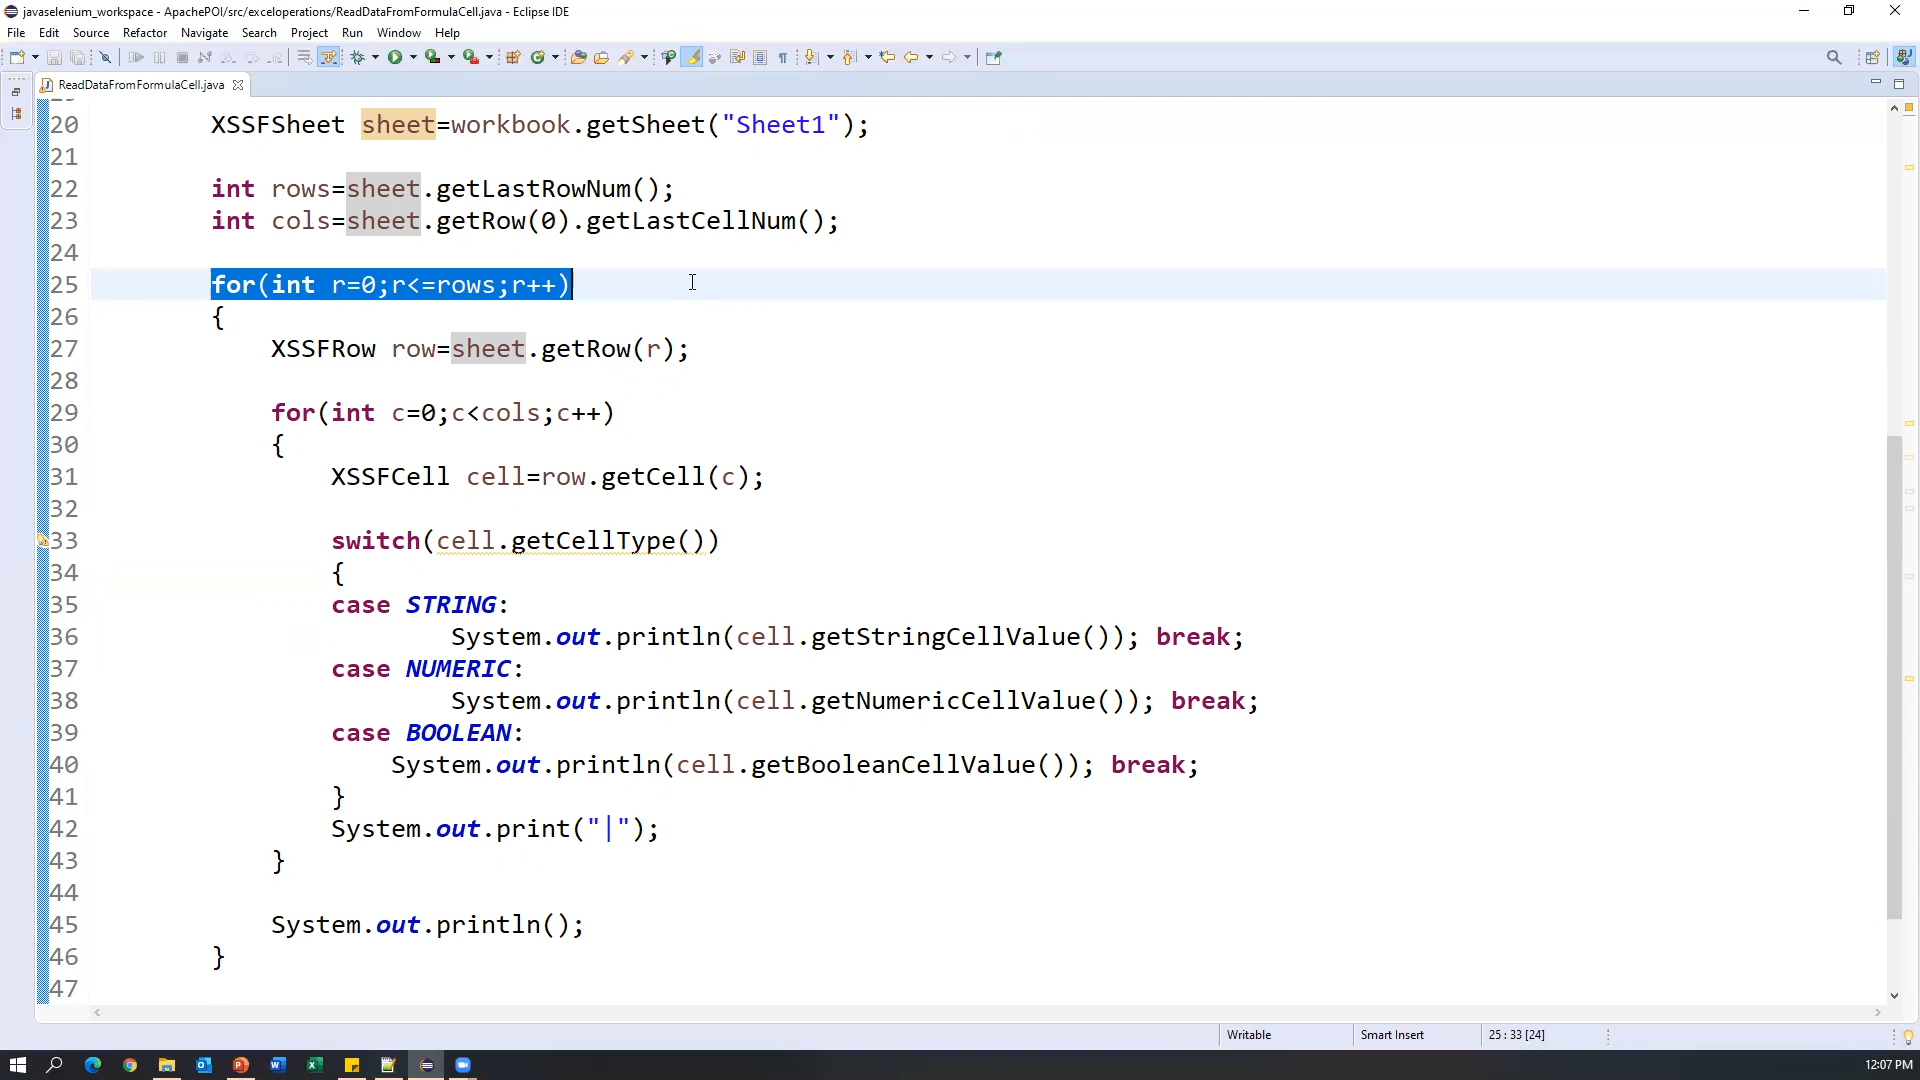 javaselenium_workspace - ApachePOI/src/exceloperations/ReadDataFromFormulaCell.java - Eclipse IDE
File Edit Source Refactor Navigate Search Project Run Window Help
ReadDataFromFormulaCell.java
20 XSSFSheet sheet=workbook.getSheet("Sheet1");
21
22 int rows=sheet.getLastRowNum();
23 int cols=sheet.getRow(0).getLastCellNum();
24
25 for(int r=0;r<=rows;r++)
26 {
27 XSSFRow row=sheet.getRow(r);
28
29 for(int c=0;c<cols;c++)
30 {
31 XSSFCell cell=row.getCell(c);
32
33 switch(cell.getCellType())
34 {
35 case STRING:
36 System.out.println(cell.getStringCellValue()); break;
37 case NUMERIC:
38 System.out.println(cell.getNumericCellValue()); break;
39 case BOOLEAN:
40 System.out.println(cell.getBooleanCellValue()); break;
41 }
42 System.out.print("|");
43 }
44
45 System.out.println();
46 }
47
Writable Smart Insert 25 : 33 [24]
12:07 PM